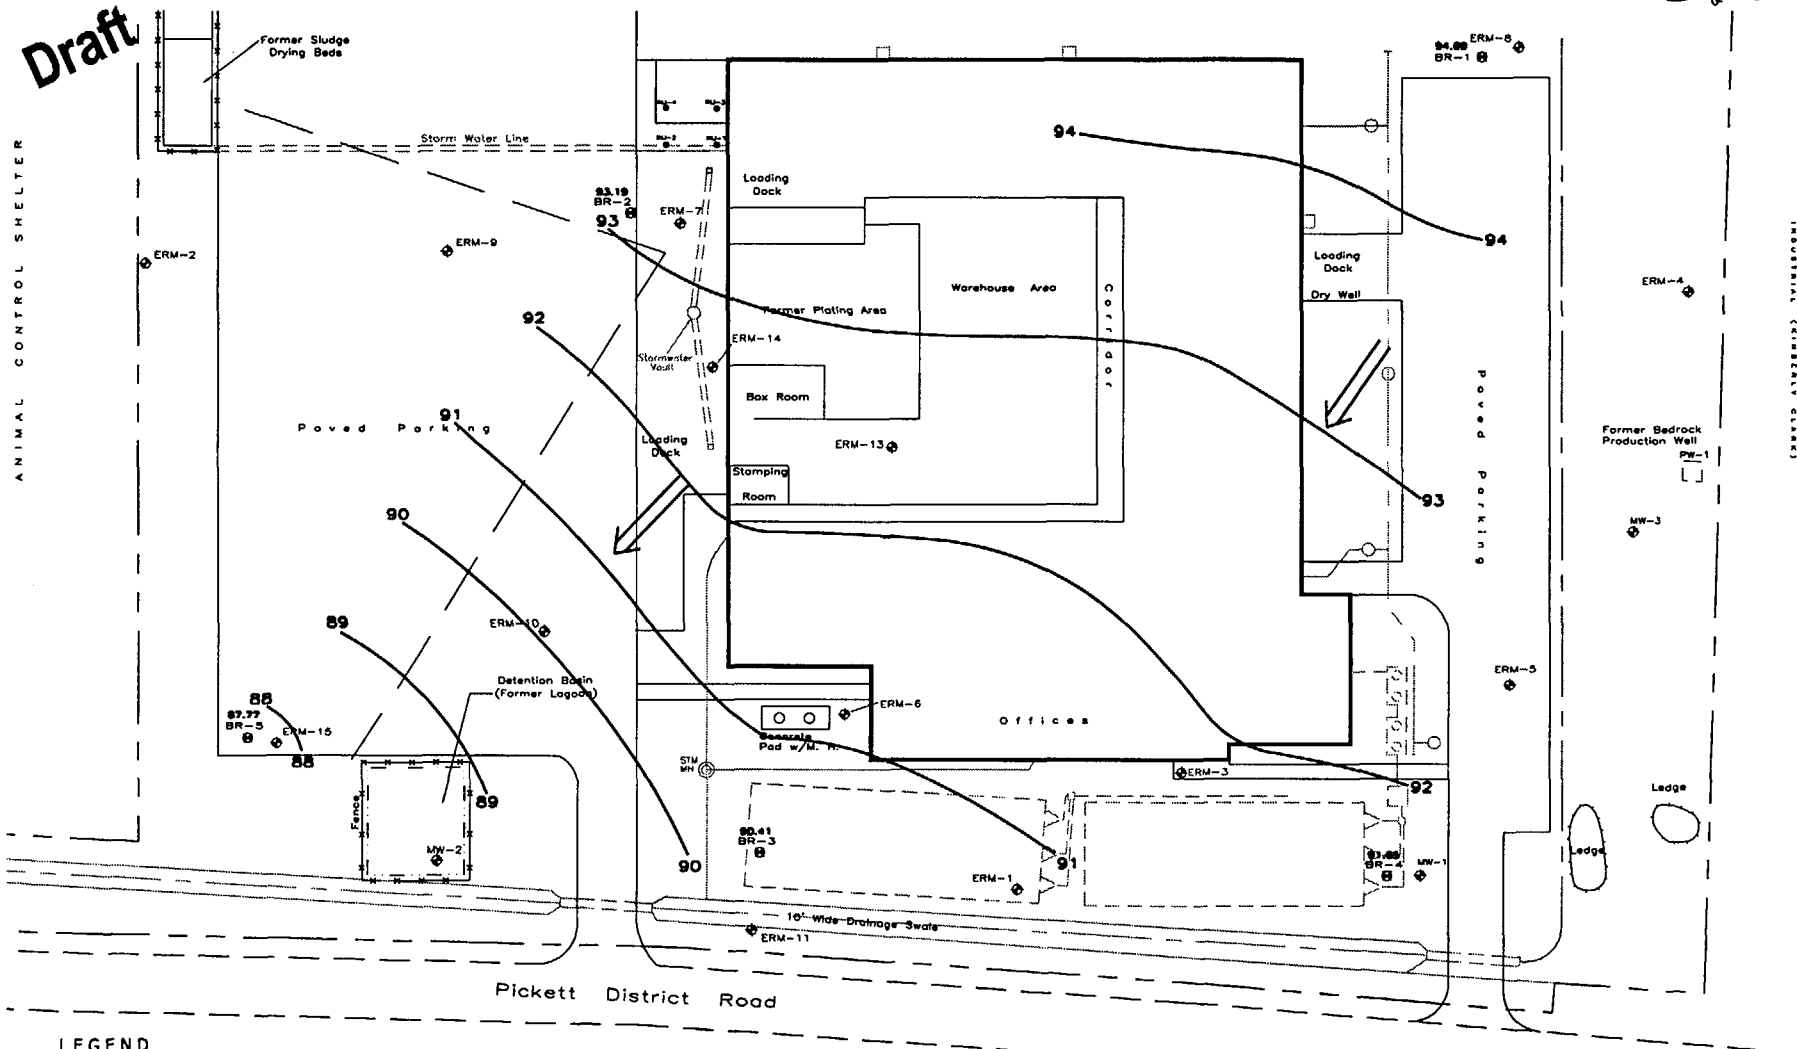 Draft
Former Sludge
Drying Beds
94.89
BR-1
ERM-8
Storm Water Line
94
Loading
Dock
93.19
BR-2
ERM-7
93
ERM-9
ERM-2
94
Loading
Dock
Dry Well
Warehouse Area
Former Plating Area
Corridor
ERM-4
92
ERM-14
Stormwater
Vault
Box Room
91
Paved Parking
Loading
Dock
ERM-13
Stamping
Room
Paved Parking
Former Bedrock
Production Well
PW-1
93
90
MW-3
ANIMAL CONTROL SHELTER
INDUSTRIAL (KIMBERLY CLARK)
89
ERM-10
Detention Basin
(Former Lagoon)
ERM-5
88
87.77
BR-5
ERM-15
88
ERM-6
Offices
Concrete
Pad w/M. H.
STM
MH
ERM-3
89
92
Ledge
Ledge
Fence
MW-2
90.41
BR-3
90
91
ERM-1
BR-4
MW-1
10' Wide Drainage Swale
ERM-11
Pickett District Road
LEGEND